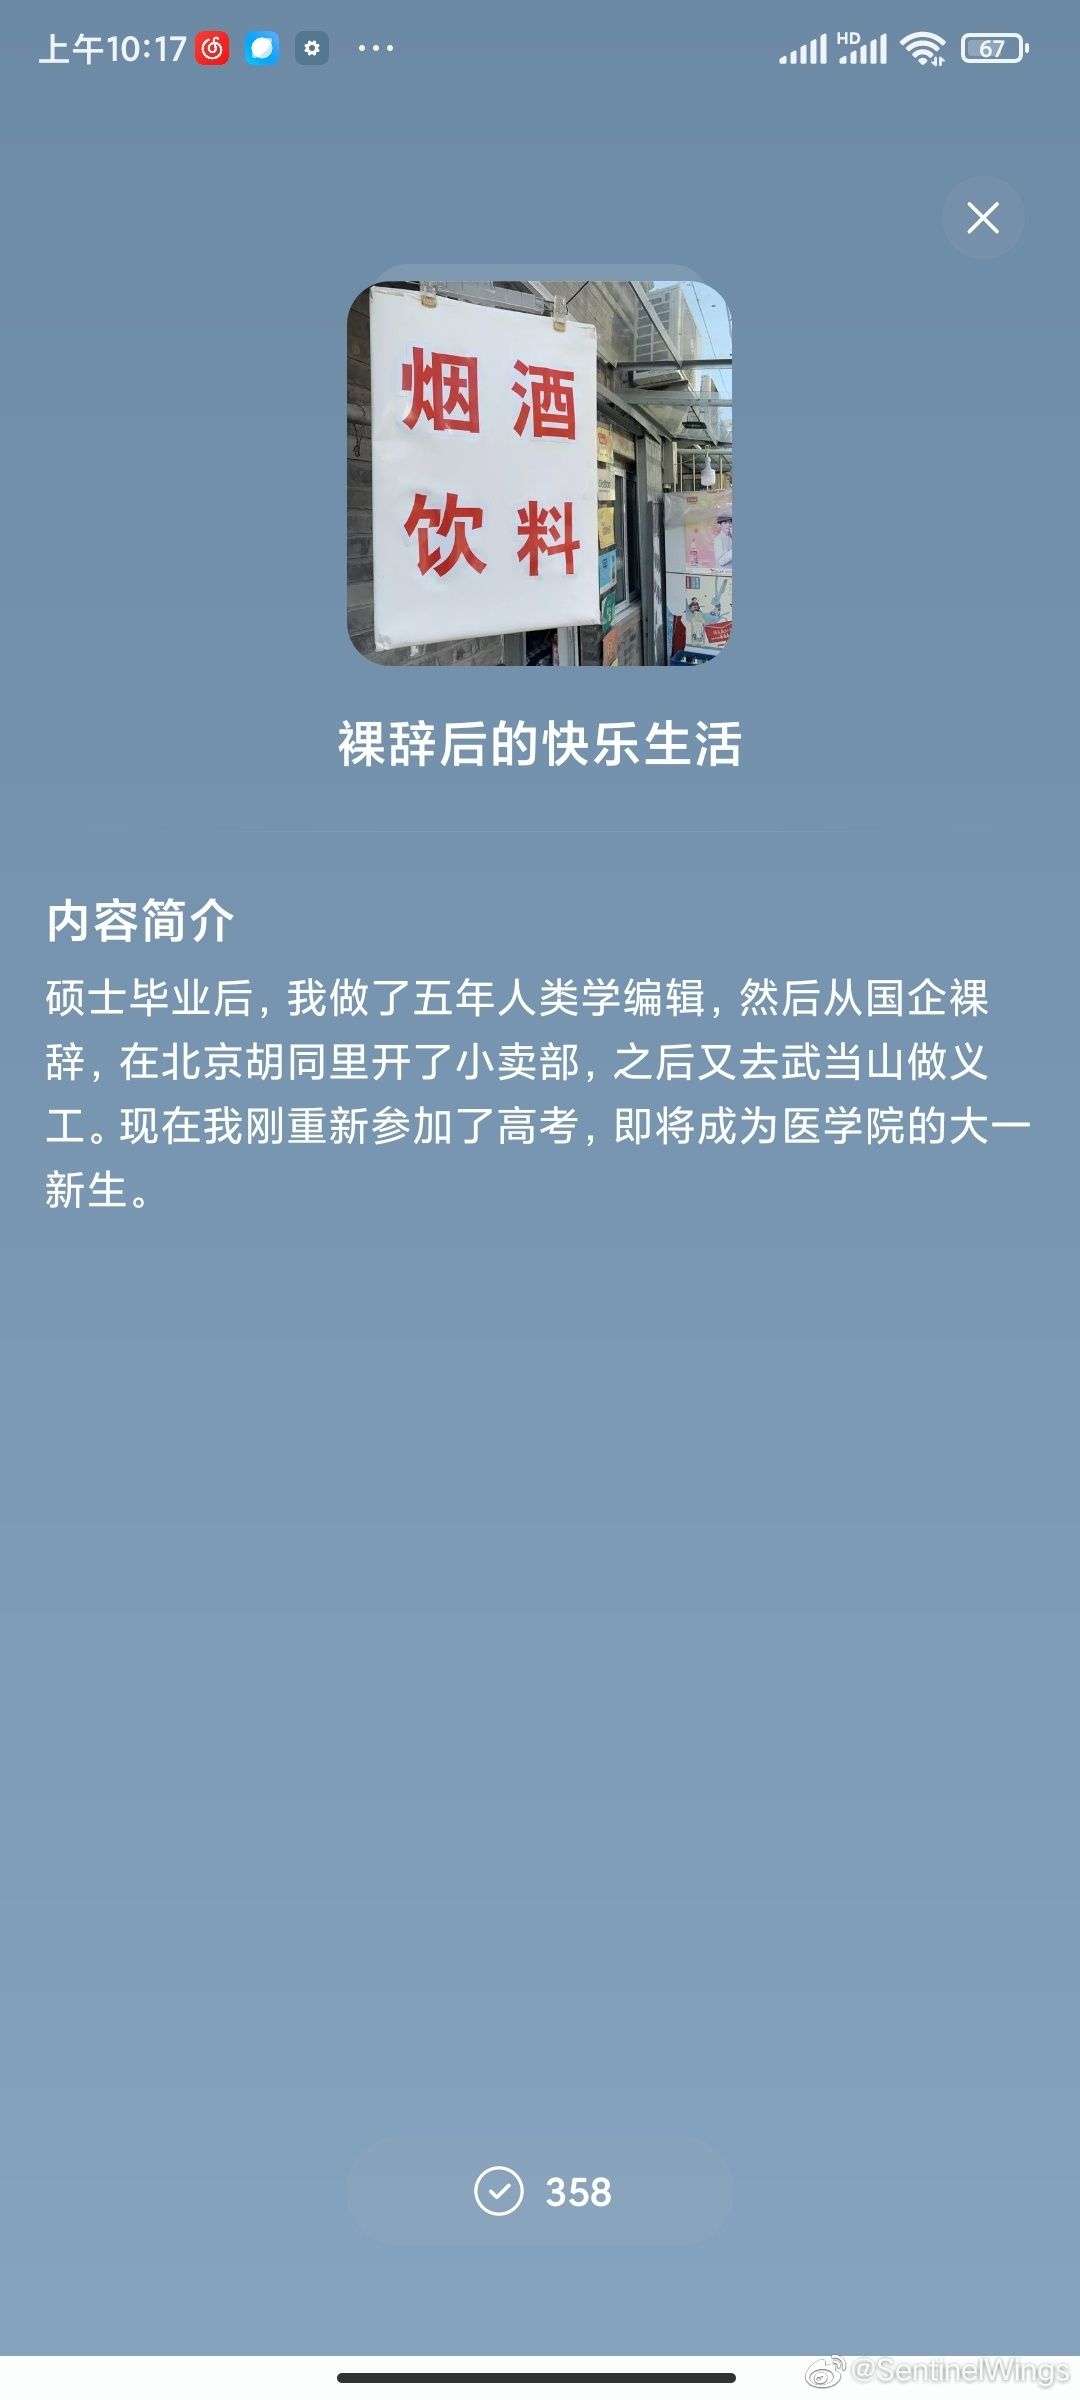 上午10:17
HD
67
烟酒
饮料
裸辞后的快乐生活
内容简介
硕士毕业后，我做了五年人类学编辑，然后从国企裸
辞，在北京胡同里开了小卖部，之后又去武当山做义
工。现在我刚重新参加了高考，即将成为医学院的大一
新生。
358
@SentinelWings